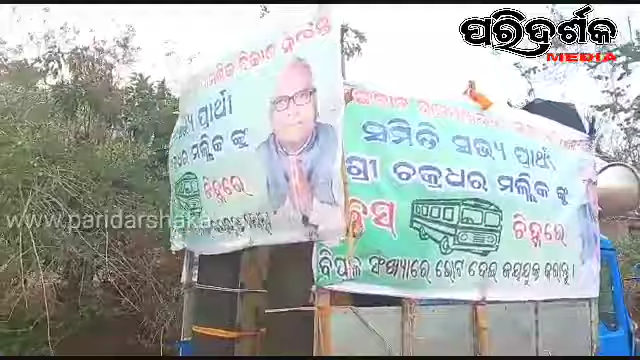 ପରିଦର୍ଶକ
MEDIA
www.paridarshaka
ପ୍ରାର୍ଥୀ
ମଲ୍ଲିକ ଙ୍କୁ
ଚିହ୍ନରେ
ସମିତି ସଭ୍ୟ ପ୍ରାର୍ଥୀ
ଶ୍ରୀ ଚକ୍ରଧର ମଲ୍ଲିକ ଙ୍କୁ
ବସ୍ ଚିହ୍ନରେ
ବିପୁଳ ସଂଖ୍ୟାରେ ଭୋଟ ଦେଇ ଜୟଯୁକ୍ତ କରାନ୍ତୁ ।